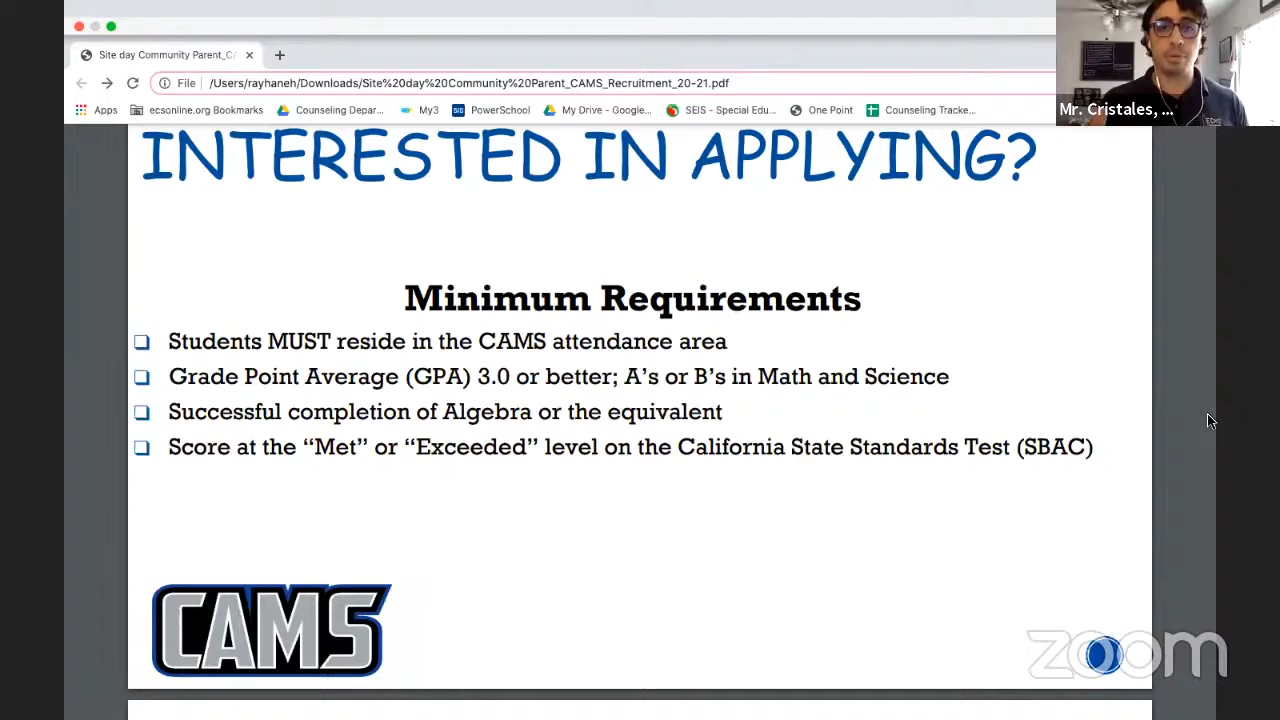 Site day Community Parent_CA
File
/Users/rayhaneh/Downloads/Site%20day%20Community%20Parent_CAMS_Recruitment_20-21.pdf
Apps
ecsonline.org Bookmarks
Counseling Depar...
My3
PowerSchool
My Drive - Google...
SEIS - Special Edu...
One Point
Counseling Tracke...
Mr. Cristales, ...
INTERESTED IN APPLYING?
Minimum Requirements
Students MUST reside in the CAMS attendance area
Grade Point Average (GPA) 3.0 or better; A's or B's in Math and Science
Successful completion of Algebra or the equivalent
Score at the “Met” or “Exceeded” level on the California State Standards Test (SBAC)
CAMS
zoom